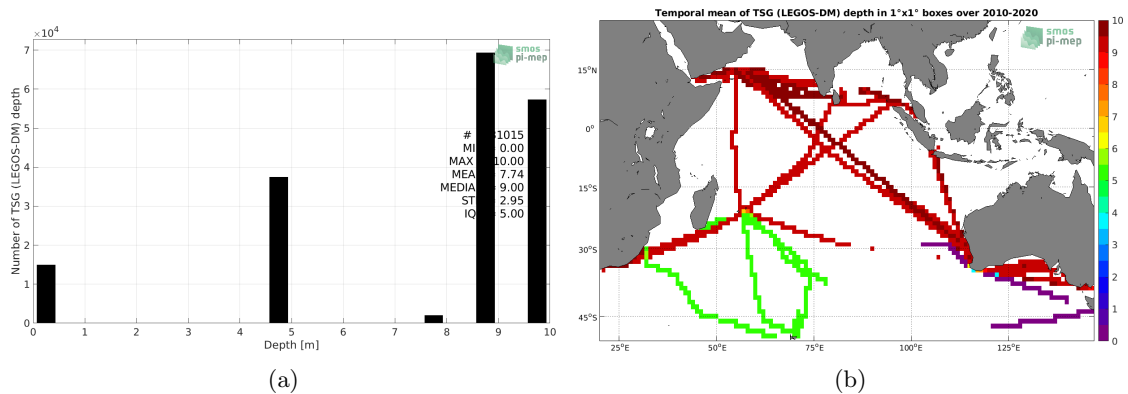 ×10⁴
7
6
5
4
3
2
1
0
Number of TSG (LEGOS-DM) depth
smos
pi-mep
# 1015
MI 0.00
MAX 10.00
MEA 7.74
MEDIA 9.00
ST 2.95
IQ 5.00
0 1 2 3 4 5 6 7 8 9 10
Depth [m]
(a)
Temporal mean of TSG (LEGOS-DM) depth in 1°x1° boxes over 2010-2020
smos
pi-mep
15°N
0°
15°S
30°S
45°S
25°E 50°E 75°E 100°E 125°E
10
9
8
7
6
5
4
3
2
1
0
(b)